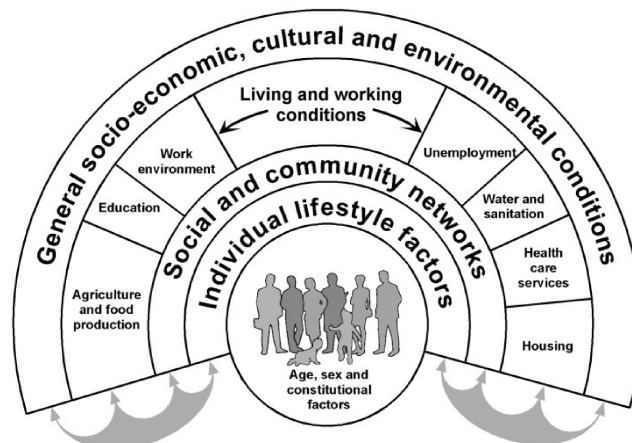 General socio-economic, cultural and environmental conditions
Living and working
conditions
Work
environment
Education
Agriculture
and food
production
Unemployment
Water and
sanitation
Health
care
services
Housing
Social and community networks
Individual lifestyle factors
Age, sex and
constitutional
factors